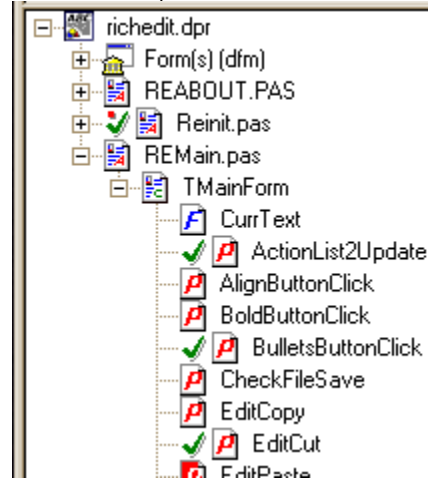 richedit.dpr
Form(s) (dfm)
REABOUT.PAS
Reinit.pas
REMain.pas
TMainForm
F CurrText
P ActionList2Update
P AlignButtonClick
P BoldButtonClick
P BulletsButtonClick
P CheckFileSave
P EditCopy
P EditCut
EditPaste